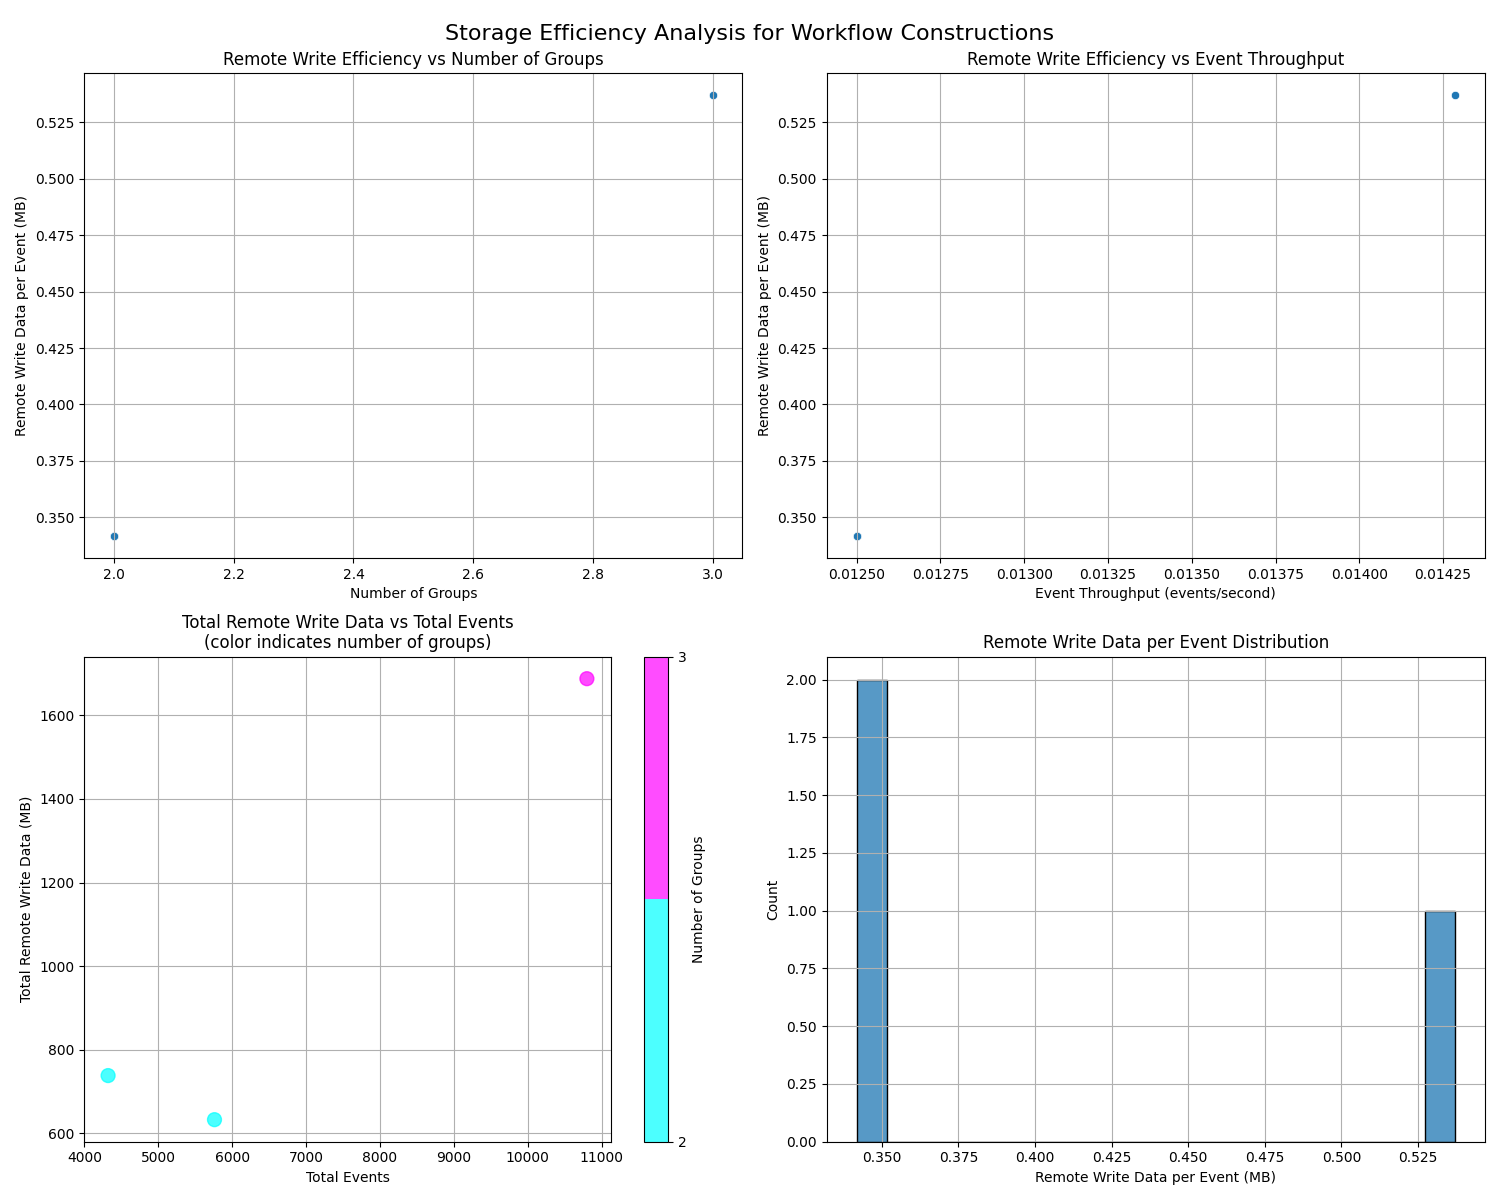 Storage Efficiency Analysis for Workflow Constructions
Remote Write Efficiency vs Number of Groups
Remote Write Data per Event (MB)
0.525
0.500
0.475
0.450
0.425
0.400
0.375
0.350
2.0 2.2 2.4 2.6 2.8 3.0
Number of Groups
Remote Write Efficiency vs Event Throughput
Remote Write Data per Event (MB)
0.525
0.500
0.475
0.450
0.425
0.400
0.375
0.350
0.01250 0.01275 0.01300 0.01325 0.01350 0.01375 0.01400 0.01425
Event Throughput (events/second)
Total Remote Write Data vs Total Events
(color indicates number of groups)
Total Remote Write Data (MB)
1600
1400
1200
1000
800
600
4000 5000 6000 7000 8000 9000 10000 11000
Total Events
3
2
Number of Groups
Remote Write Data per Event Distribution
Count
2.00
1.75
1.50
1.25
1.00
0.75
0.50
0.25
0.00
0.350 0.375 0.400 0.425 0.450 0.475 0.500 0.525
Remote Write Data per Event (MB)